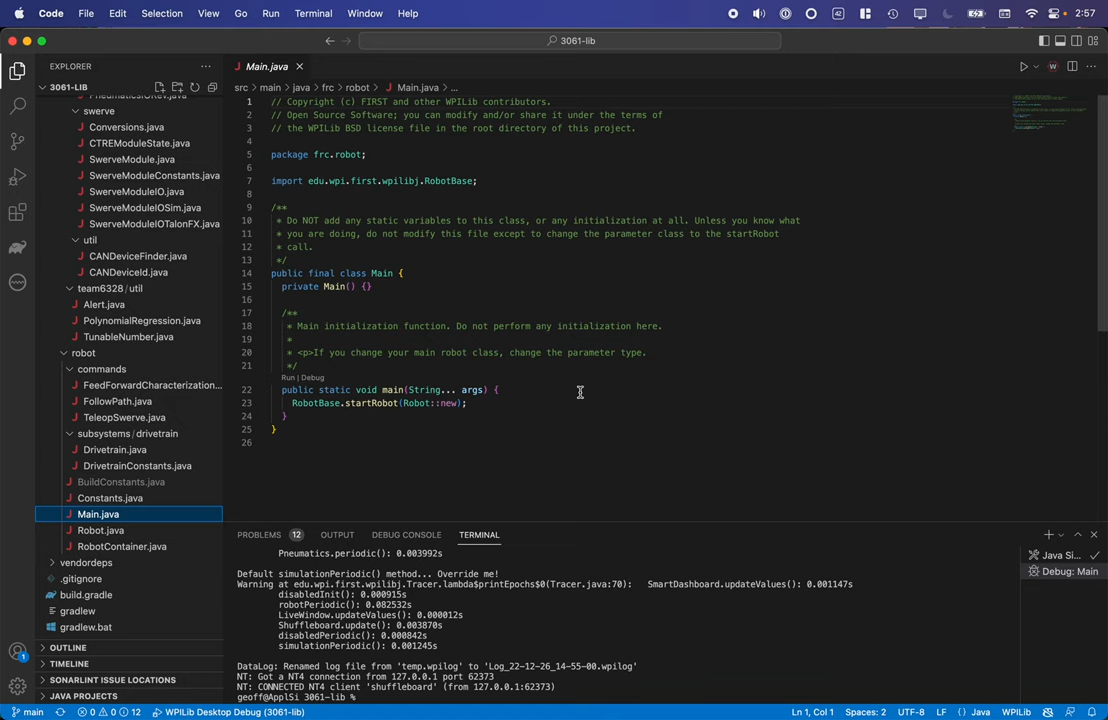 Code File Edit Selection View Go Run Terminal Window Help 42 2:57
3061-lib
EXPLORER
Main.java
3061-LIB
src > main > java > frc > robot > Main.java > ...
PneumaticsIORev.java
swerve
Conversions.java
CTREModuleState.java
SwerveModule.java
SwerveModuleConstants.java
SwerveModuleIO.java
SwerveModuleIOSim.java
SwerveModuleIOTalonFX.java
util
CANDeviceFinder.java
CANDeviceId.java
team6328 / util
Alert.java
PolynomialRegression.java
TunableNumber.java
robot
commands
FeedForwardCharacterization...
FollowPath.java
TeleopSwerve.java
subsystems / drivetrain
Drivetrain.java
DrivetrainConstants.java
BuildConstants.java
Constants.java
Main.java
Robot.java
RobotContainer.java
vendordeps
.gitignore
build.gradle
gradlew
gradlew.bat
OUTLINE
TIMELINE
SONARLINT ISSUE LOCATIONS
JAVA PROJECTS
1 // Copyright (c) FIRST and other WPILib contributors.
2 // Open Source Software; you can modify and/or share it under the terms of
3 // the WPILib BSD license file in the root directory of this project.
4
5 package frc.robot;
6
7 import edu.wpi.first.wpilibj.RobotBase;
8
9 /**
10 * Do NOT add any static variables to this class, or any initialization at all. Unless you know what
11 * you are doing, do not modify this file except to change the parameter class to the startRobot
12 * call.
13 */
14 public final class Main {
15 private Main() {}
16
17 /**
18 * Main initialization function. Do not perform any initialization here.
19 *
20 * <p>If you change your main robot class, change the parameter type.
21 */
Run | Debug
22 public static void main(String... args) {
23 RobotBase.startRobot(Robot::new);
24 }
25 }
26
PROBLEMS 12 OUTPUT DEBUG CONSOLE TERMINAL
Pneumatics.periodic(): 0.003992s
Default simulationPeriodic() method... Override me!
Warning at edu.wpi.first.wpilibj.Tracer.lambda$printEpochs$0(Tracer.java:70): SmartDashboard.updateValues(): 0.001147s
disabledInit(): 0.000915s
robotPeriodic(): 0.082532s
LiveWindow.updateValues(): 0.000012s
Shuffleboard.update(): 0.003870s
disabledPeriodic(): 0.000842s
simulationPeriodic(): 0.001245s
DataLog: Renamed log file from 'temp.wpilog' to 'Log_22-12-26_14-55-00.wpilog'
NT: Got a NT4 connection from 127.0.0.1 port 62373
NT: CONNECTED NT4 client 'shuffleboard' (from 127.0.0.1:62373)
geoff@ApplSi 3061-lib %
Java Si...
Debug: Main
main 0 0 12 WPILib Desktop Debug (3061-lib) Ln 1, Col 1 Spaces: 2 UTF-8 LF {} Java WPILib